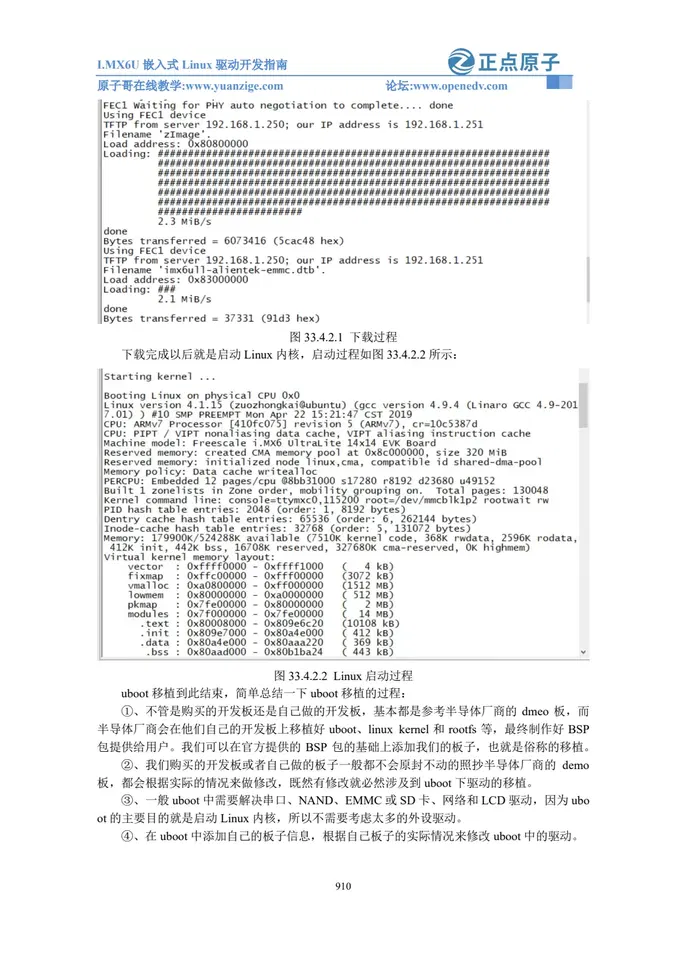 I.MX6U 嵌入式 Linux 驱动开发指南
正点原子
原子哥在线教学:www.yuanzige.com 论坛:www.openedv.com
FEC1 Waiting for PHY auto negotiation to complete.... done
Using FEC1 device
TFTP from server 192.168.1.250; our IP address is 192.168.1.251
Filename 'zImage'.
Load address: 0x80800000
Loading: #################################################################
#################################################################
#################################################################
#################################################################
#################################################################
#################################################################
########################
2.3 MiB/s
done
Bytes transferred = 6073416 (5cac48 hex)
Using FEC1 device
TFTP from server 192.168.1.250; our IP address is 192.168.1.251
Filename 'imx6ull-alientek-emmc.dtb'.
Load address: 0x83000000
Loading: ###
2.1 MiB/s
done
Bytes transferred = 37331 (91d3 hex)
图 33.4.2.1 下载过程
下载完成以后就是启动 Linux 内核，启动过程如图 33.4.2.2 所示：
Starting kernel ...
Booting Linux on physical CPU 0x0
Linux version 4.1.15 (zuozhongkai@ubuntu) (gcc version 4.9.4 (Linaro GCC 4.9-201
7.01) ) #10 SMP PREEMPT Mon Apr 22 15:21:47 CST 2019
CPU: ARMv7 Processor [410fc075] revision 5 (ARMv7), cr=10c5387d
CPU: PIPT / VIPT nonaliasing data cache, VIPT aliasing instruction cache
Machine model: Freescale i.MX6 UltraLite 14x14 EVK Board
Reserved memory: created CMA memory pool at 0x8c000000, size 320 MiB
Reserved memory: initialized node linux,cma, compatible id shared-dma-pool
Memory policy: Data cache writealloc
PERCPU: Embedded 12 pages/cpu @8bb31000 s17280 r8192 d23680 u49152
Built 1 zonelists in Zone order, mobility grouping on.  Total pages: 130048
Kernel command line: console=ttymxc0,115200 root=/dev/mmcblk1p2 rootwait rw
PID hash table entries: 2048 (order: 1, 8192 bytes)
Dentry cache hash table entries: 65536 (order: 6, 262144 bytes)
Inode-cache hash table entries: 32768 (order: 5, 131072 bytes)
Memory: 179900K/524288K available (7510K kernel code, 368K rwdata, 2596K rodata,
412K init, 442K bss, 16708K reserved, 327680K cma-reserved, 0K highmem)
Virtual kernel memory layout:
vector : 0xffff0000 - 0xffff1000 ( 4 kB)
fixmap : 0xffc00000 - 0xfff00000 (3072 kB)
vmalloc : 0xa0800000 - 0xff000000 (1512 MB)
lowmem : 0x80000000 - 0xa0000000 ( 512 MB)
pkmap : 0x7fe00000 - 0x80000000 ( 2 MB)
modules : 0x7f000000 - 0x7fe00000 ( 14 MB)
.text : 0x80008000 - 0x809e6c20 (10108 kB)
.init : 0x809e7000 - 0x80a4e000 ( 412 kB)
.data : 0x80a4e000 - 0x80aaa220 ( 369 kB)
.bss : 0x80aad000 - 0x80b1ba24 ( 443 kB)
图 33.4.2.2 Linux 启动过程
uboot 移植到此结束，简单总结一下 uboot 移植的过程：
①、不管是购买的开发板还是自己做的开发板，基本都是参考半导体厂商的 dmeo 板，而
半导体厂商会在他们自己的开发板上移植好 uboot、linux kernel 和 rootfs 等，最终制作好 BSP
包提供给用户。我们可以在官方提供的 BSP 包的基础上添加我们的板子，也就是俗称的移植。
②、我们购买的开发板或者自己做的板子一般都不会原封不动的照抄半导体厂商的 demo
板，都会根据实际的情况来做修改，既然有修改就必然涉及到 uboot 下驱动的移植。
③、一般 uboot 中需要解决串口、NAND、EMMC 或 SD 卡、网络和 LCD 驱动，因为 ubo
ot 的主要目的就是启动 Linux 内核，所以不需要考虑太多的外设驱动。
④、在 uboot 中添加自己的板子信息，根据自己板子的实际情况来修改 uboot 中的驱动。
910